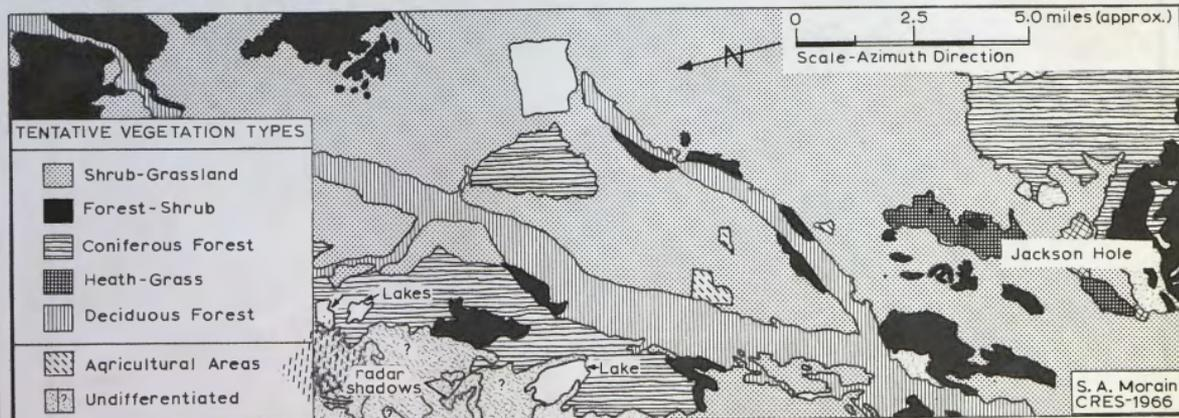 0 2.5 5.0 miles (approx.)
Scale-Azimuth Direction
N
TENTATIVE VEGETATION TYPES
Shrub-Grassland
Forest-Shrub
Coniferous Forest
Heath-Grass
Deciduous Forest
Agricultural Areas
? Undifferentiated
Jackson Hole
Lakes
?
radar
shadows
?
Lake
?
S. A. Morain
CRES-1966